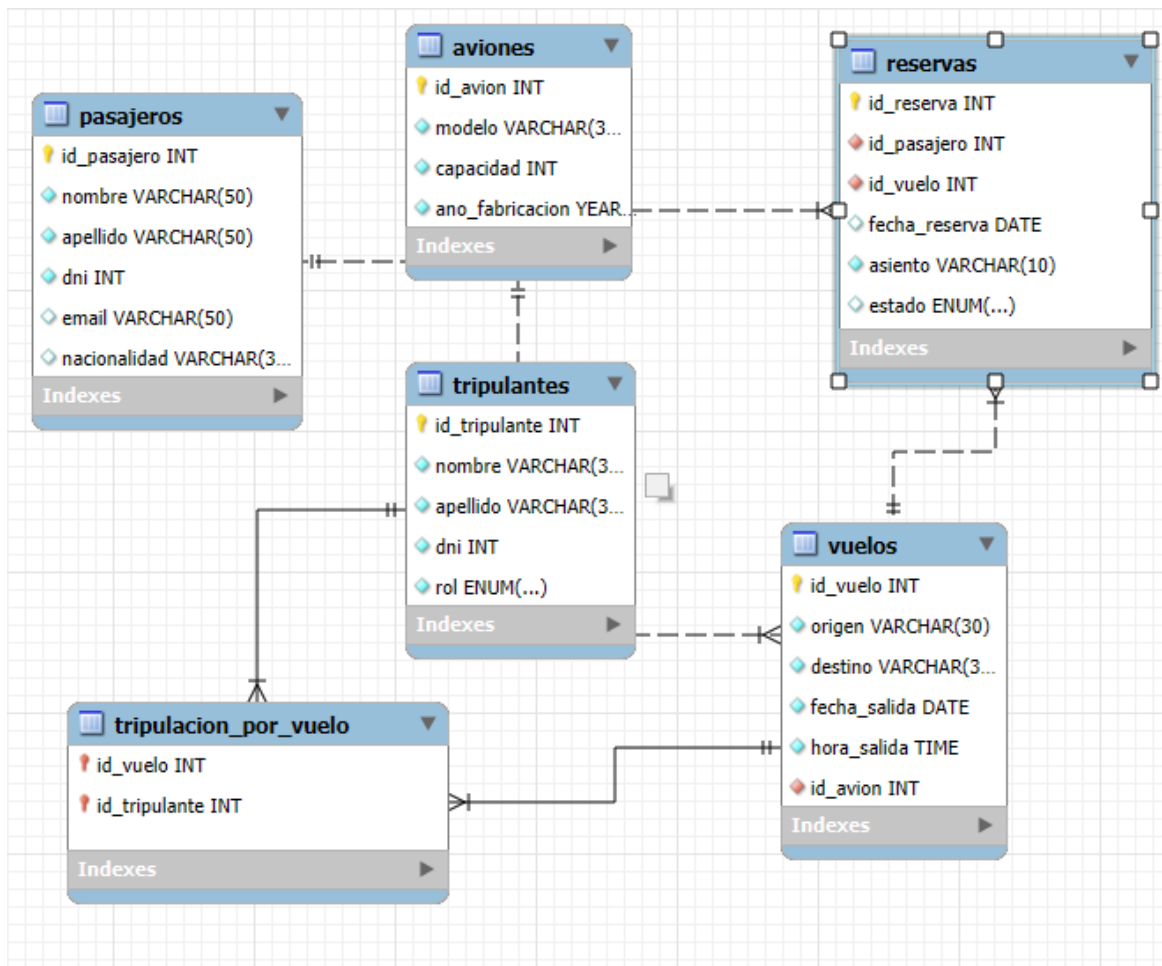 pasajeros
id_pasajero INT
nombre VARCHAR(50)
apellido VARCHAR(50)
dni INT
email VARCHAR(50)
nacionalidad VARCHAR(3...
Indexes
aviones
id_avion INT
modelo VARCHAR(3...
capacidad INT
ano_fabricacion YEAR...
Indexes
reservas
id_reserva INT
id_pasajero INT
id_vuelo INT
fecha_reserva DATE
asiento VARCHAR(10)
estado ENUM(...)
Indexes
tripulantes
id_tripulante INT
nombre VARCHAR(3...
apellido VARCHAR(3...
dni INT
rol ENUM(...)
Indexes
vuelos
id_vuelo INT
origen VARCHAR(30)
destino VARCHAR(3...
fecha_salida DATE
hora_salida TIME
id_avion INT
Indexes
tripulacion_por_vuelo
id_vuelo INT
id_tripulante INT
Indexes